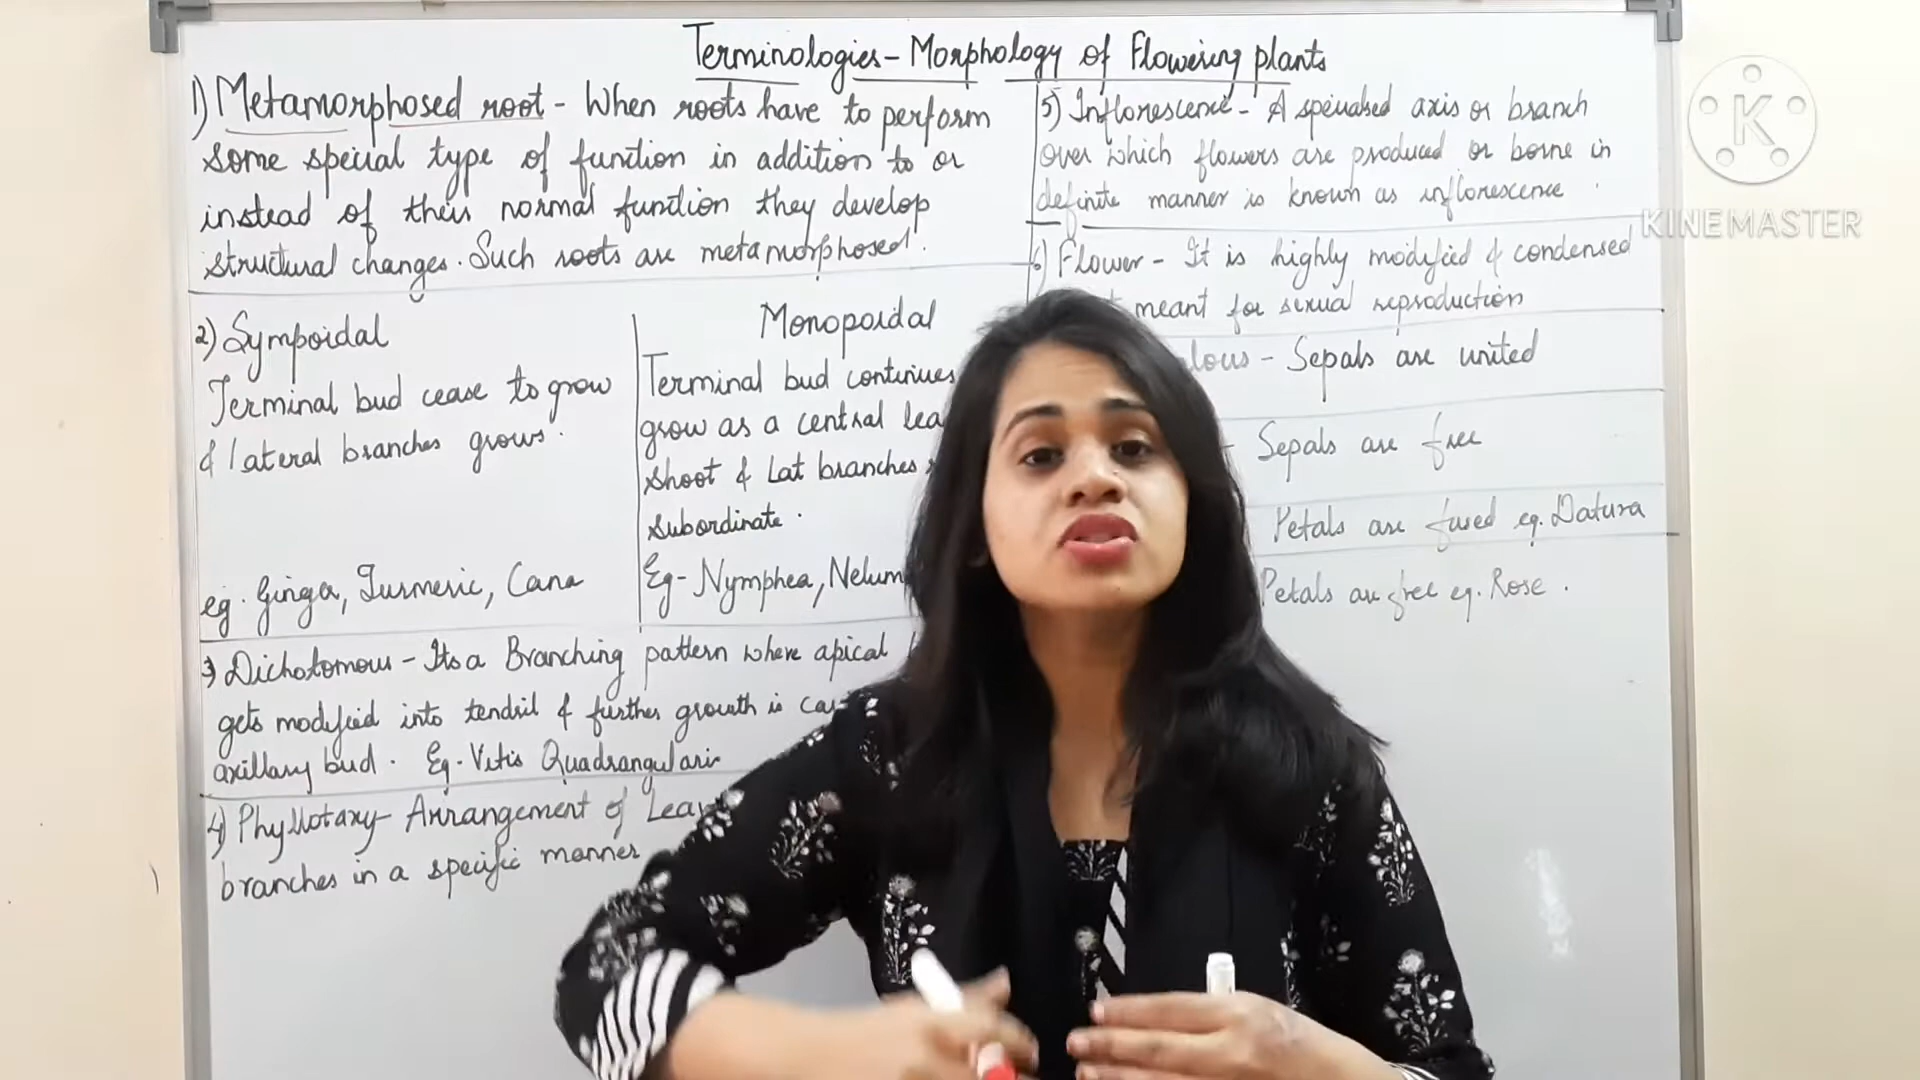 Terminologies - Morphology of Flowering plants
1) Metamorphosed root - When roots have to perform
some special type of function in addition to or
instead of their normal function they develop
structural changes. Such roots are metamorphosed.
2) Sympoidal
Terminal bud cease to grow
& lateral branches grows.
eg. Ginger, Turmeric, Cana
Monopoidal
Terminal bud continues
grow as a central lea
shoot & Lat branches
subordinate.
Eg- Nymphea, Nelum
3) Dichotomous - Its a Branching pattern where apical
gets modified into tendril & further growth is ca
axillary bud. Eg. Vitis Quadrangularis
4) Phyllotaxy- Arrangement of Lea
branches in a specific manner
5) Inflorescence - A specialised axis or branch
over which flowers are produced or borne in
definite manner is known as inflorescence.
6) Flower - It is highly modified & condensed
meant for sexual reproduction
lous - Sepals are united
- Sepals are free
Petals are fused eg. Datura
Petals are free eg. Rose.
K
KINEMASTER